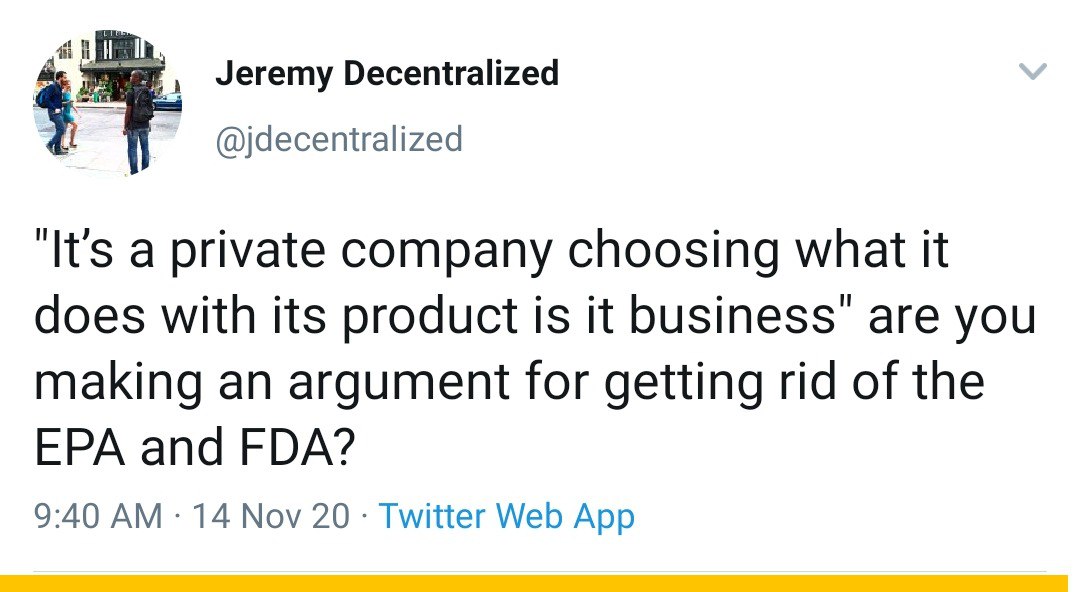 Jeremy Decentralized
@jdecentralized
"It’s a private company choosing what it
does with its product is it business" are you
making an argument for getting rid of the
EPA and FDA?
9:40 AM · 14 Nov 20 · Twitter Web App